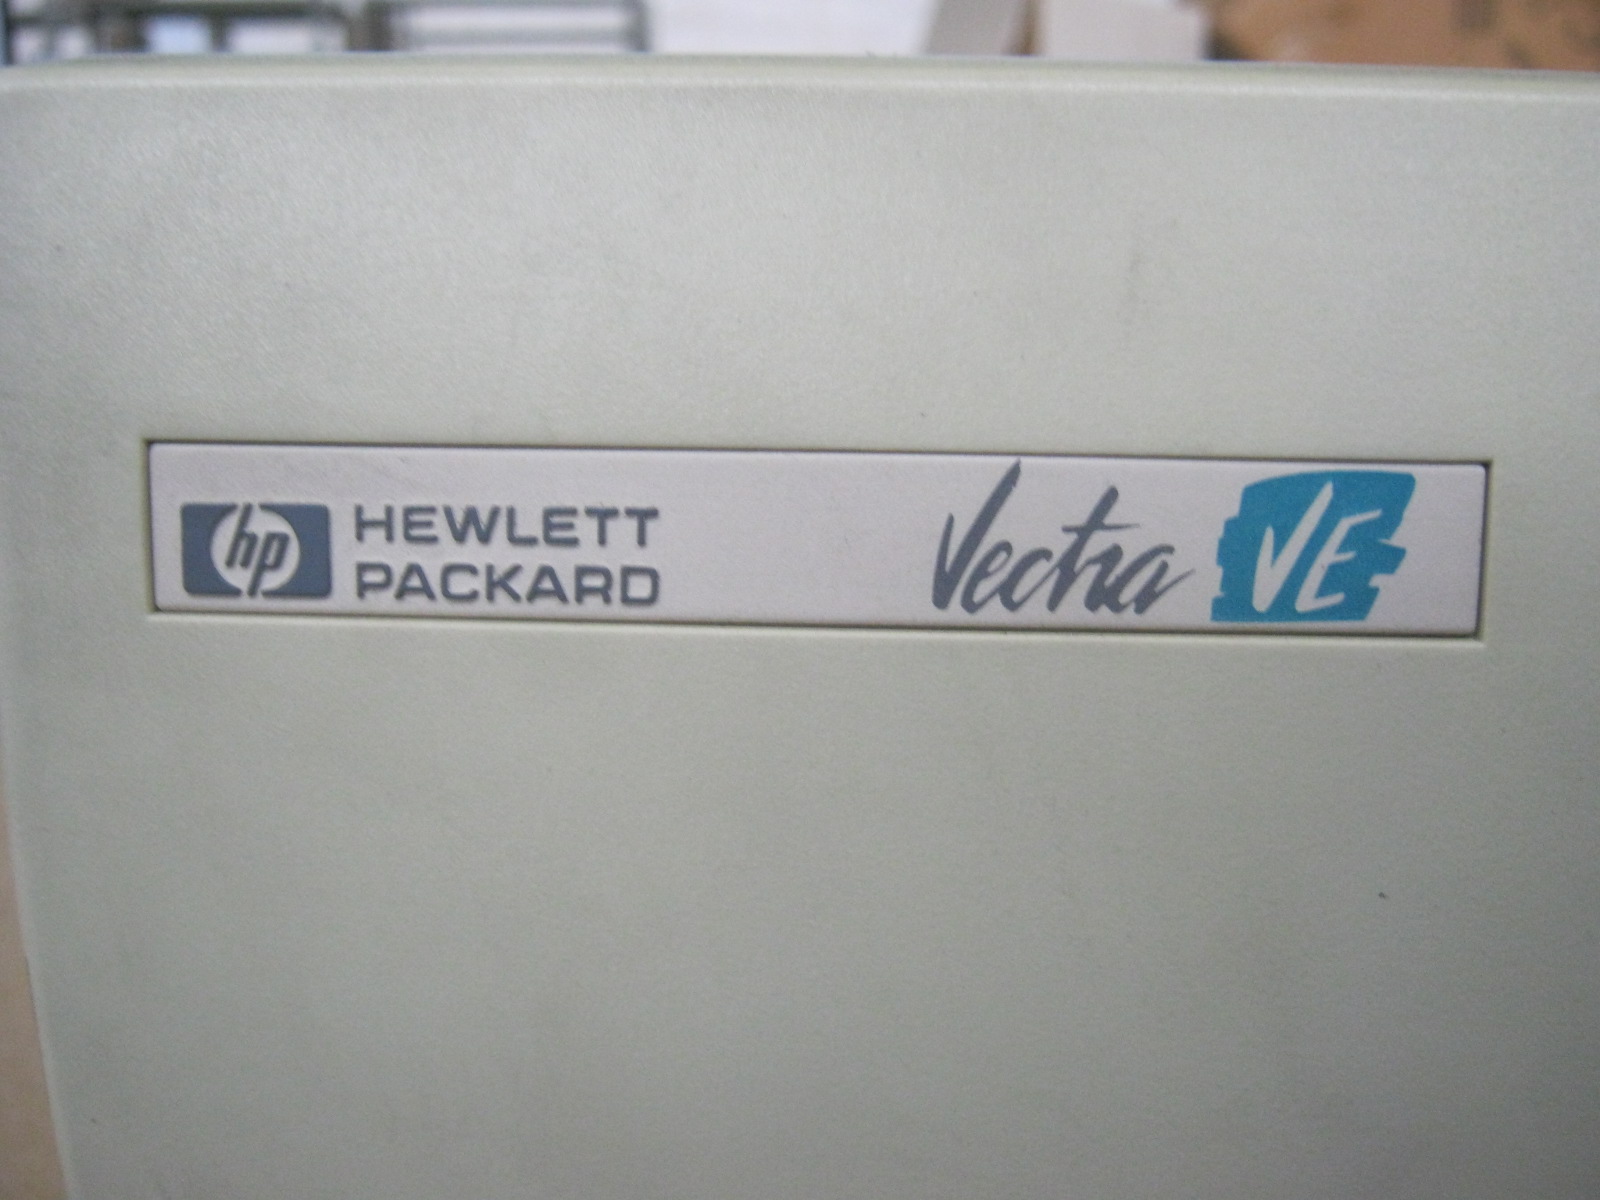 hp HEWLETT
PACKARD
Vectra VE